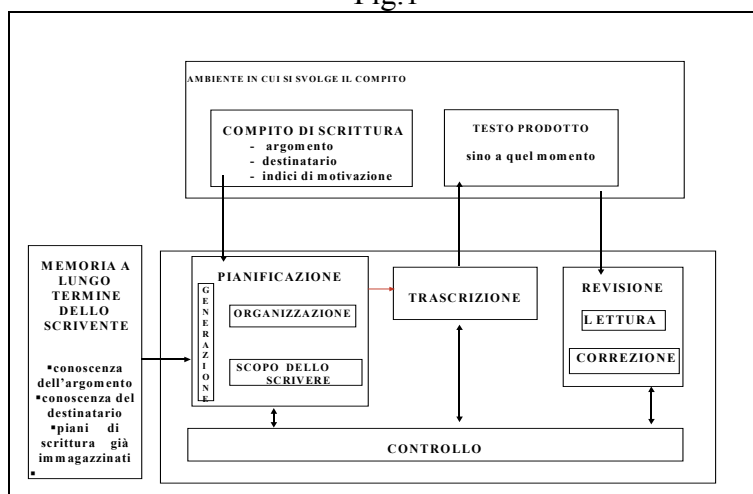 Fig.1
AMBIENTE IN CUI SI SVOLGE IL COMPITO
COMPITO DI SCRITTURA
- argomento
- destinatario
- indici di motivazione
TESTO PRODOTTO
sino a quel momento
MEMORIA A
LUNGO
TERMINE
DELLO
SCRIVENTE
▪conoscenza
dell'argomento
▪conoscenza del
destinatario
▪piani di
scrittura già
immagazzinati
▪
PIANIFICAZIONE
GENERAZIONE
ORGANIZZAZIONE
SCOPO DELLO
SCRIVERE
TRASCRIZIONE
REVISIONE
LETTURA
CORREZIONE
CONTROLLO